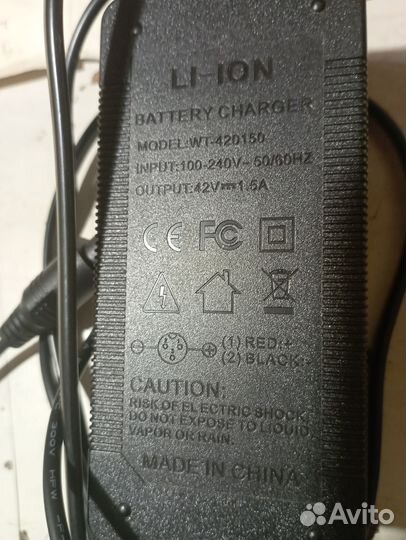 LI-ION
BATTERY CHARGER
MODEL:WT-420150
INPUT:100-240V~50/60HZ
OUTPUT:42V⎓1.5A
CE FC
(1) RED:+
(2) BLACK:-
CAUTION:
RISK OF ELECTRIC SHOCK
DO NOT EXPOSE TO LIQUID,
VAPOR OR RAIN.
MADE IN CHINA
300V
Avito